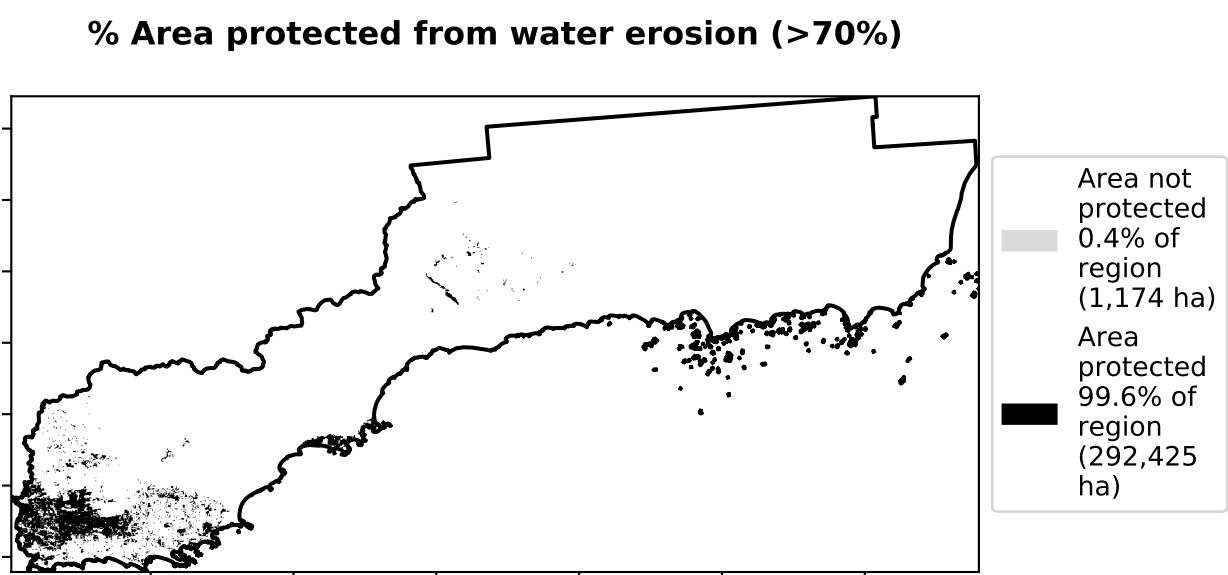 % Area protected from water erosion (>70%)
Area not
protected
0.4% of
region
(1,174 ha)
Area
protected
99.6% of
region
(292,425
ha)